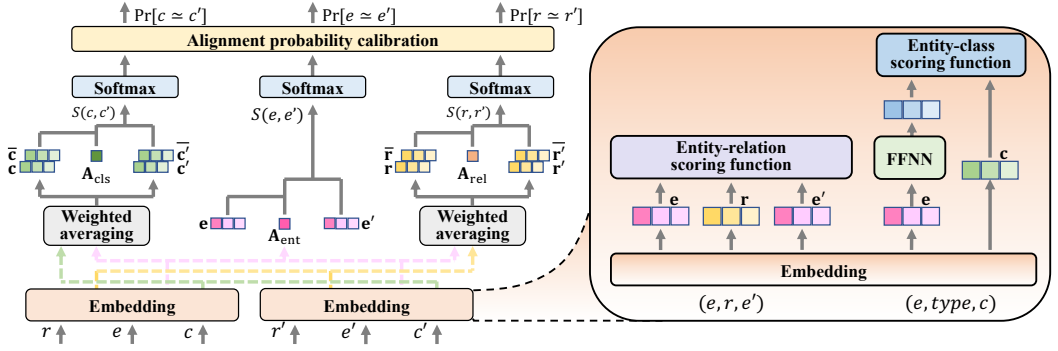 Pr[c ≃ c′] Pr[e ≃ e′] Pr[r ≃ r′]
Alignment probability calibration
Softmax Softmax Softmax
S(c, c′) S(e, e′) S(r, r′)
c̅ c̅′ r̅ r̅′
c A_cls c′ r A_rel r′
Weighted averaging
e A_ent e′
Weighted averaging
Embedding Embedding
r e c r′ e′ c′
Entity-class
scoring function
Entity-relation
scoring function
FFNN
c
e r e′ e
Embedding
(e, r, e′) (e, type, c)